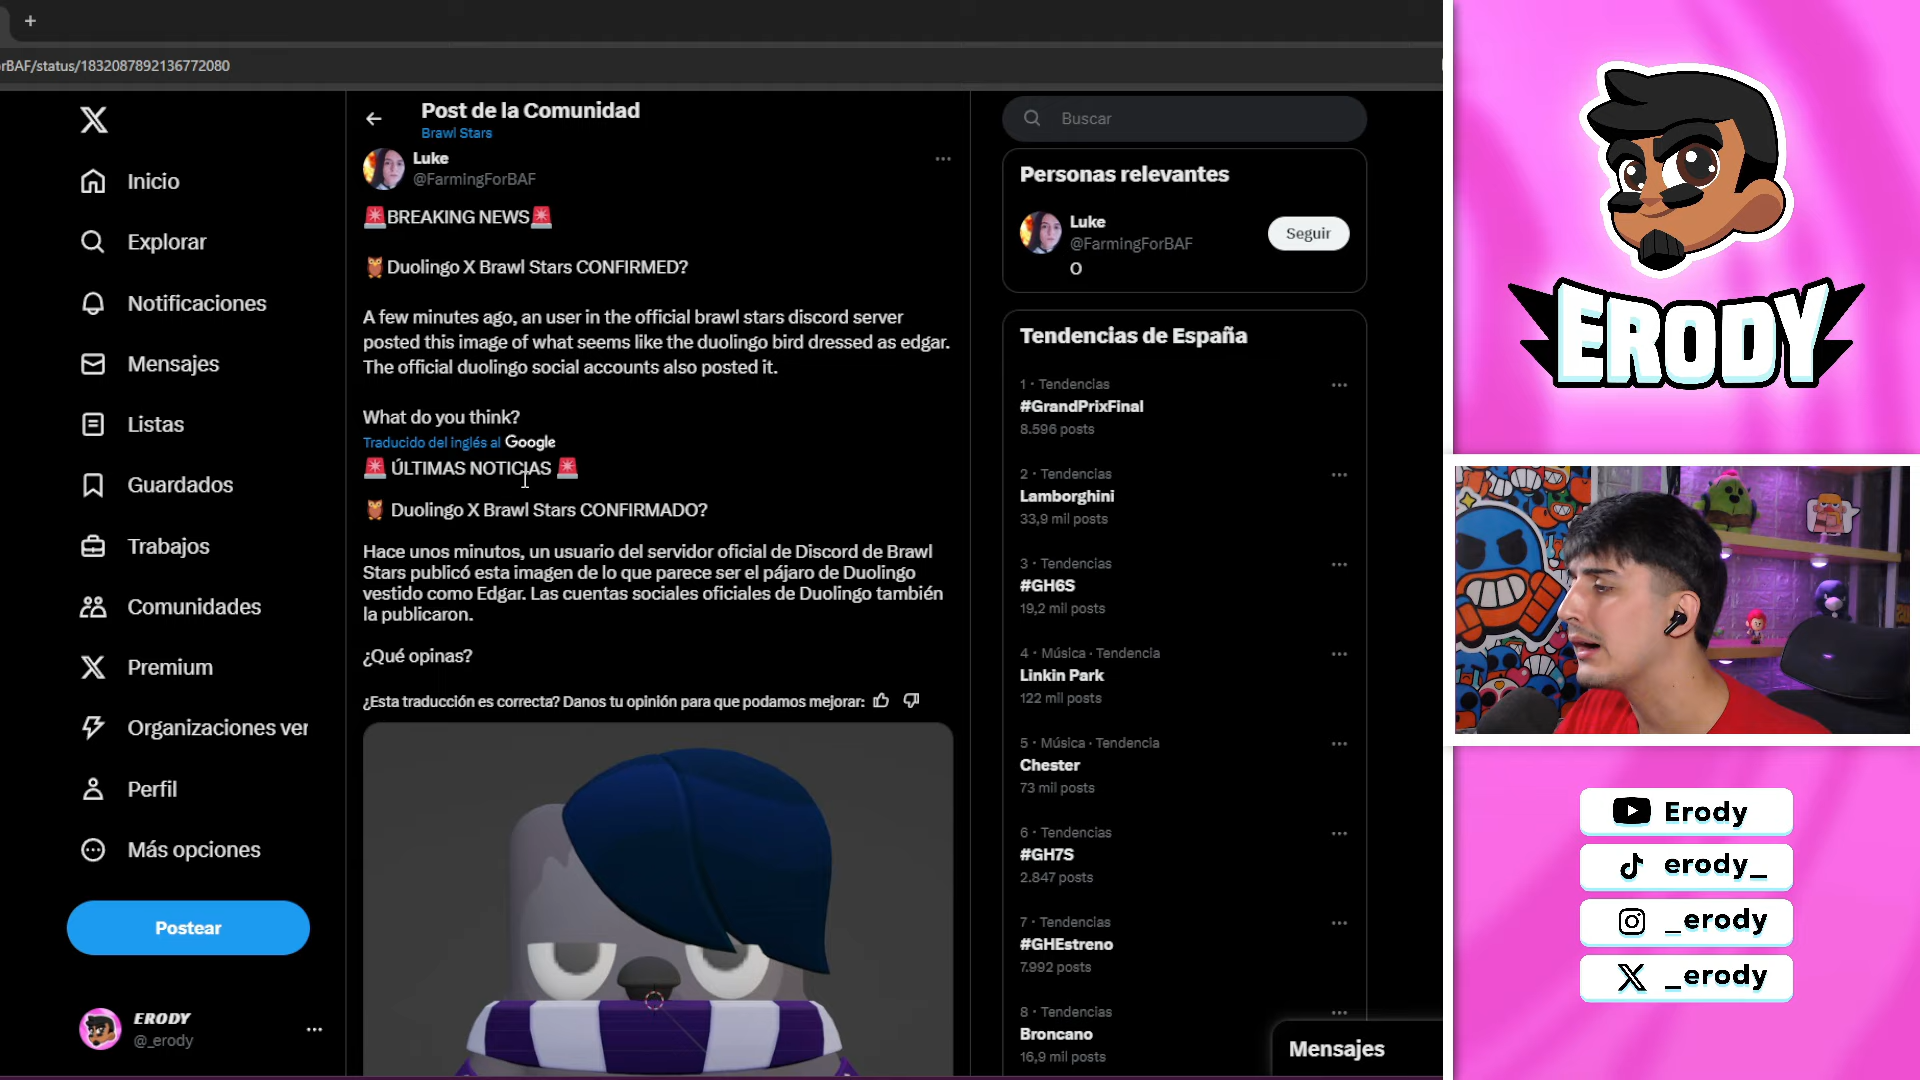 +
rBAF/status/1832087892136772080
Inicio
Explorar
Notificaciones
Mensajes
Listas
Guardados
Trabajos
Comunidades
Premium
Organizaciones ver
Perfil
Más opciones
Postear
ERODY
@_erody
Post de la Comunidad
Brawl Stars
Luke
@FarmingForBAF
🚨BREAKING NEWS🚨
🦉Duolingo X Brawl Stars CONFIRMED?
A few minutes ago, an user in the official brawl stars discord server
posted this image of what seems like the duolingo bird dressed as edgar.
The official duolingo social accounts also posted it.
What do you think?
Traducido del inglés al Google
🚨 ÚLTIMAS NOTICIAS 🚨
🦉 Duolingo X Brawl Stars CONFIRMADO?
Hace unos minutos, un usuario del servidor oficial de Discord de Brawl
Stars publicó esta imagen de lo que parece ser el pájaro de Duolingo
vestido como Edgar. Las cuentas sociales oficiales de Duolingo también
la publicaron.
¿Qué opinas?
¿Esta traducción es correcta? Danos tu opinión para que podamos mejorar:
Buscar
Personas relevantes
Luke
@FarmingForBAF
Seguir
O
Tendencias de España
1 · Tendencias
#GrandPrixFinal
8.596 posts
2 · Tendencias
Lamborghini
33,9 mil posts
3 · Tendencias
#GH6S
19,2 mil posts
4 · Música · Tendencia
Linkin Park
122 mil posts
5 · Música · Tendencia
Chester
73 mil posts
6 · Tendencias
#GH7S
2.847 posts
7 · Tendencias
#GHEstreno
7.992 posts
8 · Tendencias
Broncano
16,9 mil posts
Mensajes
ERODY
Erody
erody_
_erody
_erody